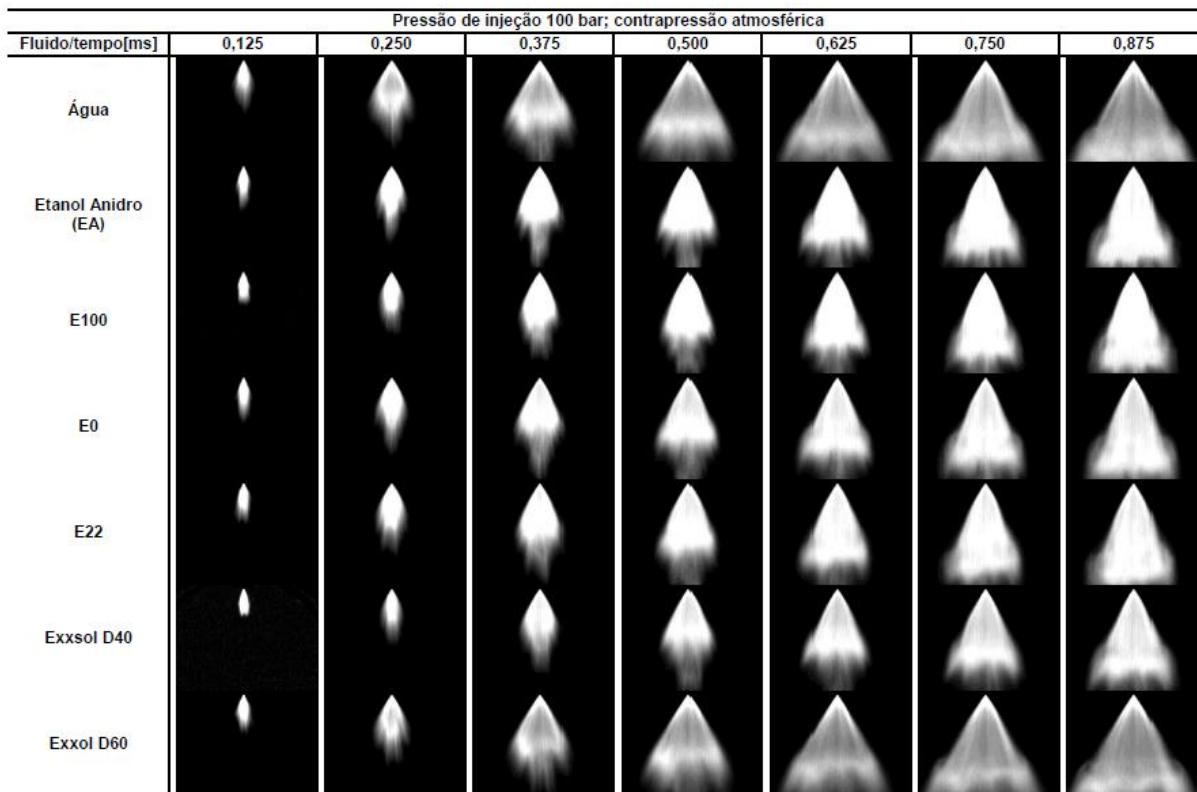 Pressão de injeção 100 bar; contrapressão atmosférica
Fluido/tempo[ms] 0,125 0,250 0,375 0,500 0,625 0,750 0,875
Água
Etanol Anidro
(EA)
E100
E0
E22
Exxsol D40
Exxol D60